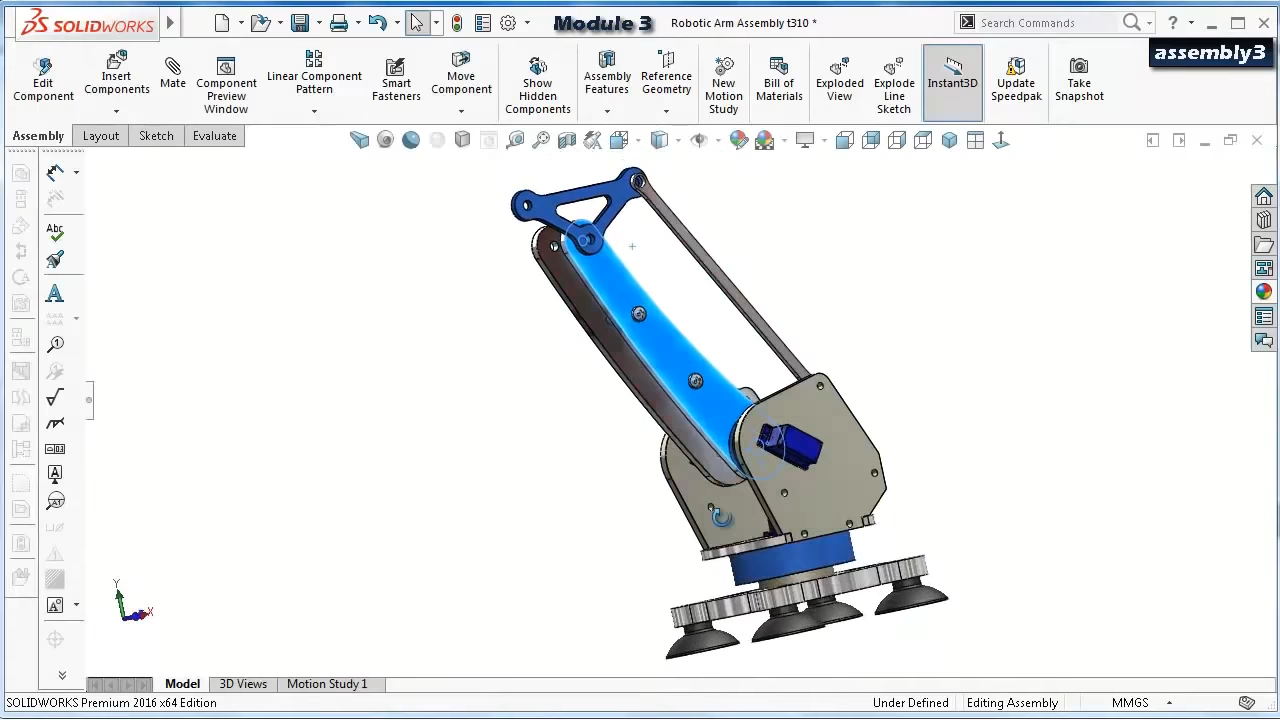 SOLIDWORKS
Module 3
Robotic Arm Assembly t310 *
Search Commands
?
assembly3
Edit Component
Insert Components
Mate
Component Preview Window
Linear Component Pattern
Smart Fasteners
Move Component
Show Hidden Components
Assembly Features
Reference Geometry
New Motion Study
Bill of Materials
Exploded View
Explode Line Sketch
Instant3D
Update Speedpak
Take Snapshot
Assembly
Layout
Sketch
Evaluate
Abc
A
Y
X
Model
3D Views
Motion Study 1
SOLIDWORKS Premium 2016 x64 Edition
Under Defined
Editing Assembly
MMGS